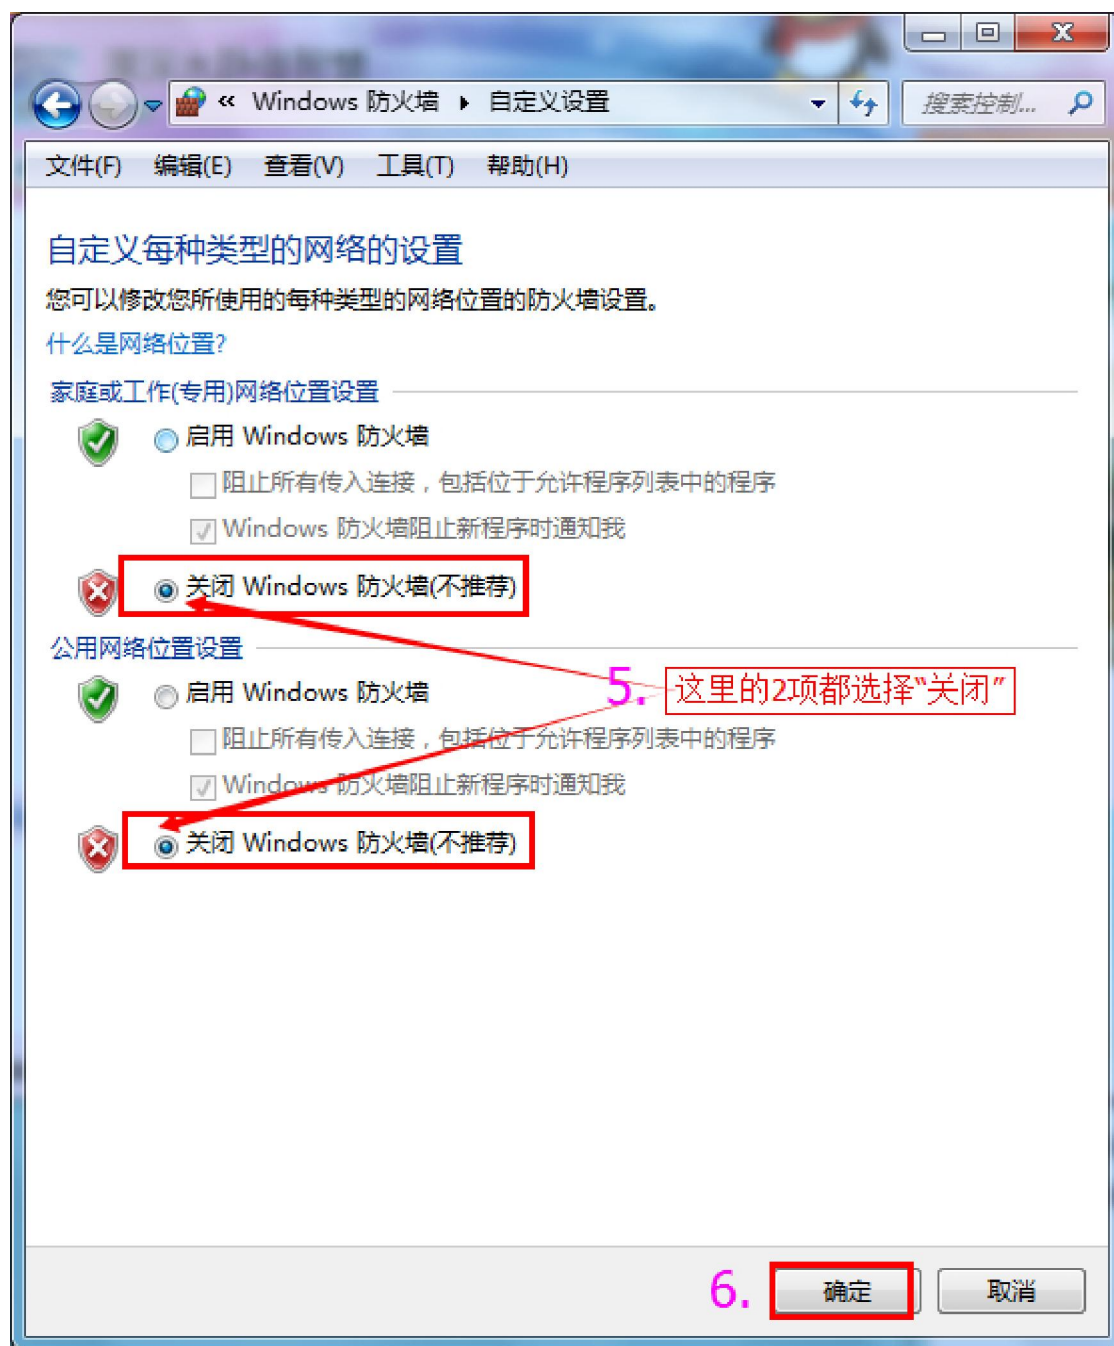 « Windows 防火墙 ▸ 自定义设置
搜索控制...
文件(F) 编辑(E) 查看(V) 工具(T) 帮助(H)
自定义每种类型的网络的设置
您可以修改您所使用的每种类型的网络位置的防火墙设置。
什么是网络位置?
家庭或工作(专用)网络位置设置
启用 Windows 防火墙
阻止所有传入连接，包括位于允许程序列表中的程序
Windows 防火墙阻止新程序时通知我
关闭 Windows 防火墙(不推荐)
公用网络位置设置
5. 这里的2项都选择“关闭”
启用 Windows 防火墙
阻止所有传入连接，包括位于允许程序列表中的程序
Windows 防火墙阻止新程序时通知我
关闭 Windows 防火墙(不推荐)
6. 确定 取消